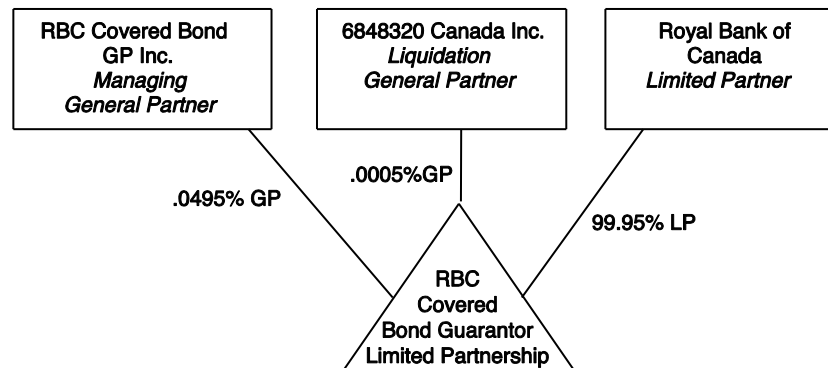 RBC Covered Bond
GP Inc.
Managing
General Partner
6848320 Canada Inc.
Liquidation
General Partner
Royal Bank of
Canada
Limited Partner
.0495% GP
.0005%GP
99.95% LP
RBC
Covered
Bond Guarantor
Limited Partnership